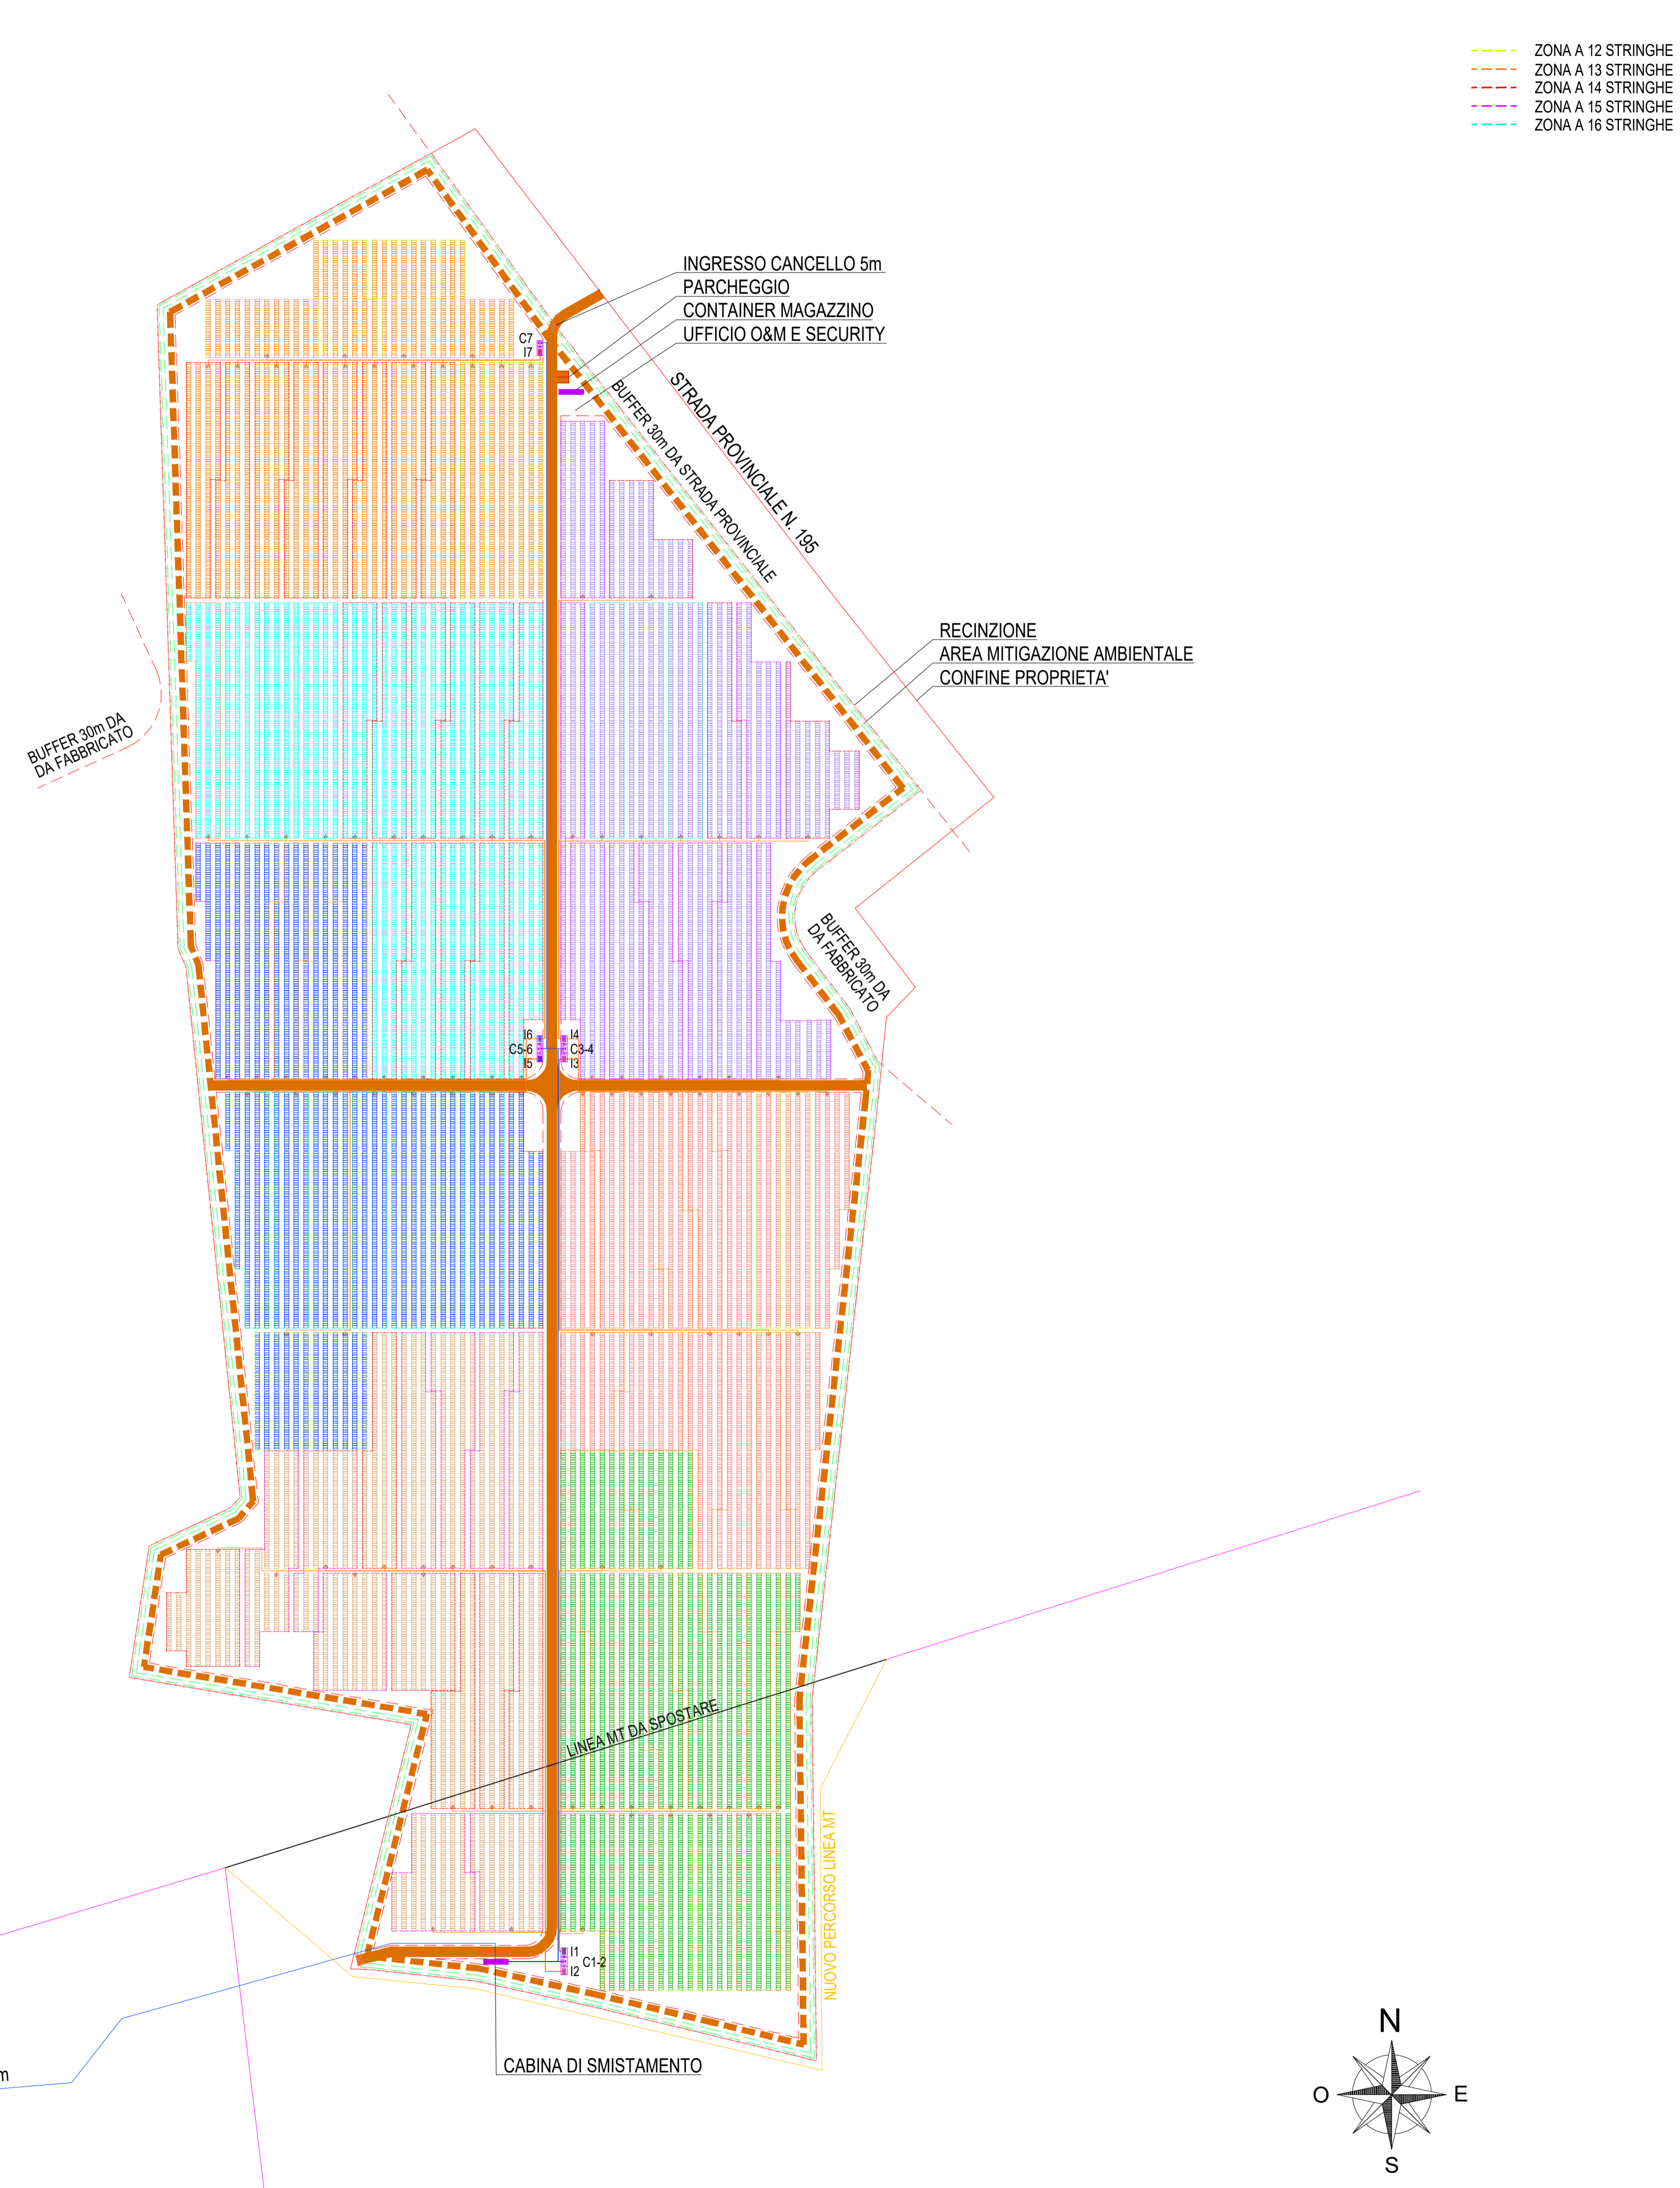 ZONA A 12 STRINGHE
ZONA A 13 STRINGHE
ZONA A 14 STRINGHE
ZONA A 15 STRINGHE
ZONA A 16 STRINGHE
INGRESSO CANCELLO 5m
PARCHEGGIO
CONTAINER MAGAZZINO
UFFICIO O&M E SECURITY
C7
I7
STRADA PROVINCIALE N. 195
BUFFER 30m DA STRADA PROVINCIALE
RECINZIONE
AREA MITIGAZIONE AMBIENTALE
CONFINE PROPRIETA'
BUFFER 30m DA
DA FABBRICATO
BUFFER 30m DA
DA FABBRICATO
I6
I4
C5-6
C3-4
I5
I3
LINEA MT DA SPOSTARE
NUOVO PERCORSO LINEA MT
I1
C1-2
I2
CABINA DI SMISTAMENTO
m
N
O
E
S